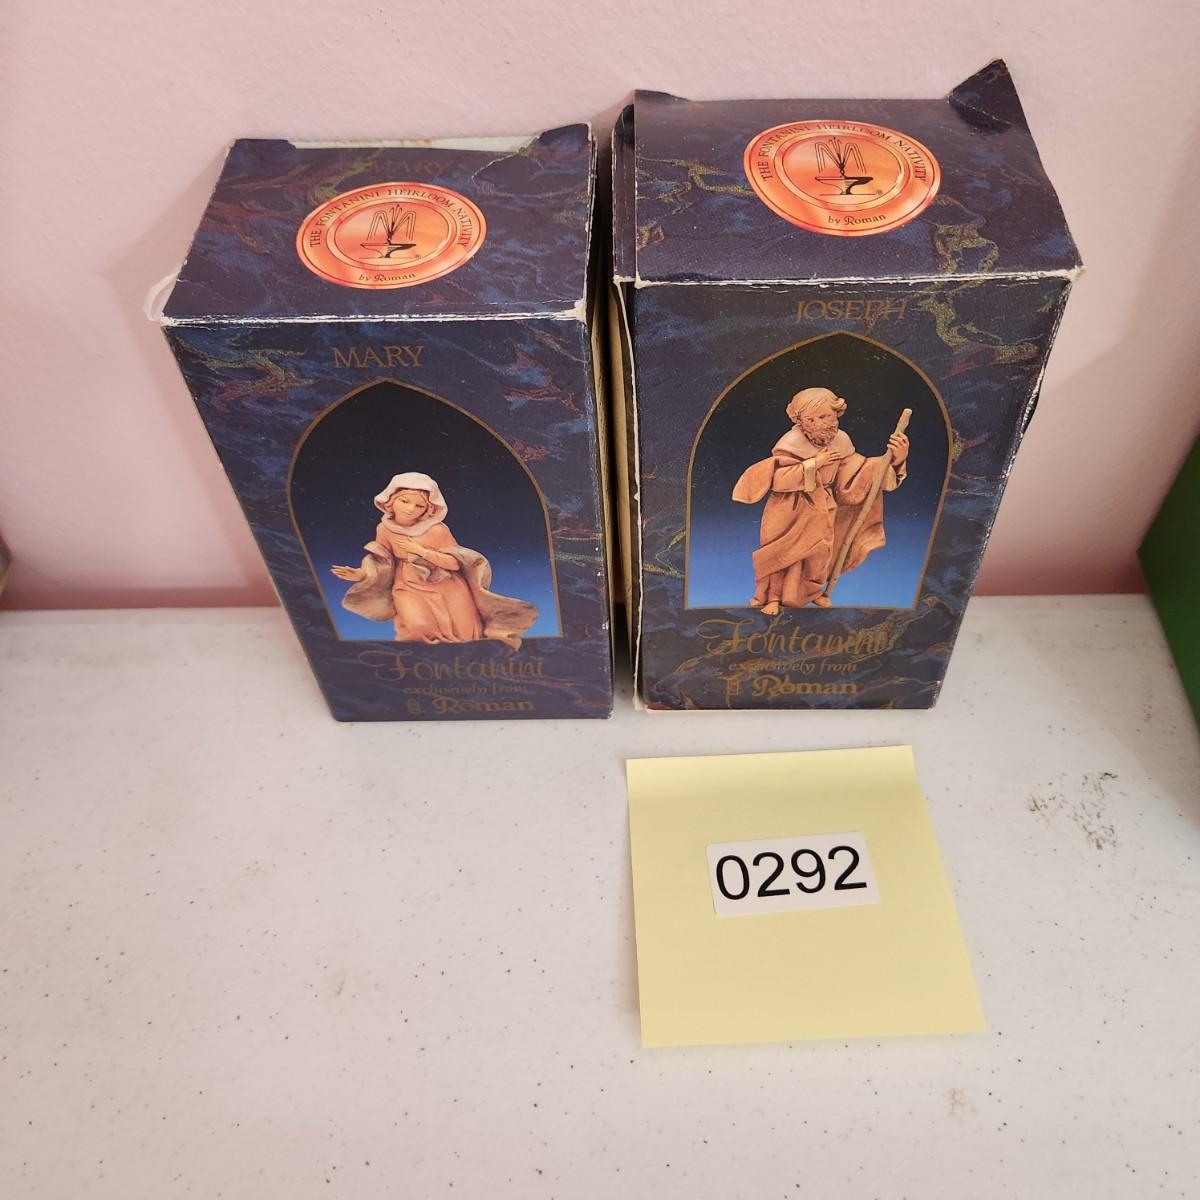 MARY
THE FONTANINI HEIRLOOM NATIVITY
by Roman
MARY
Fontanini
exclusively from
Roman
JOSEPH
THE FONTANINI HEIRLOOM NATIVITY
by Roman
JOSEPH
Fontanini
exclusively from
Roman
0292